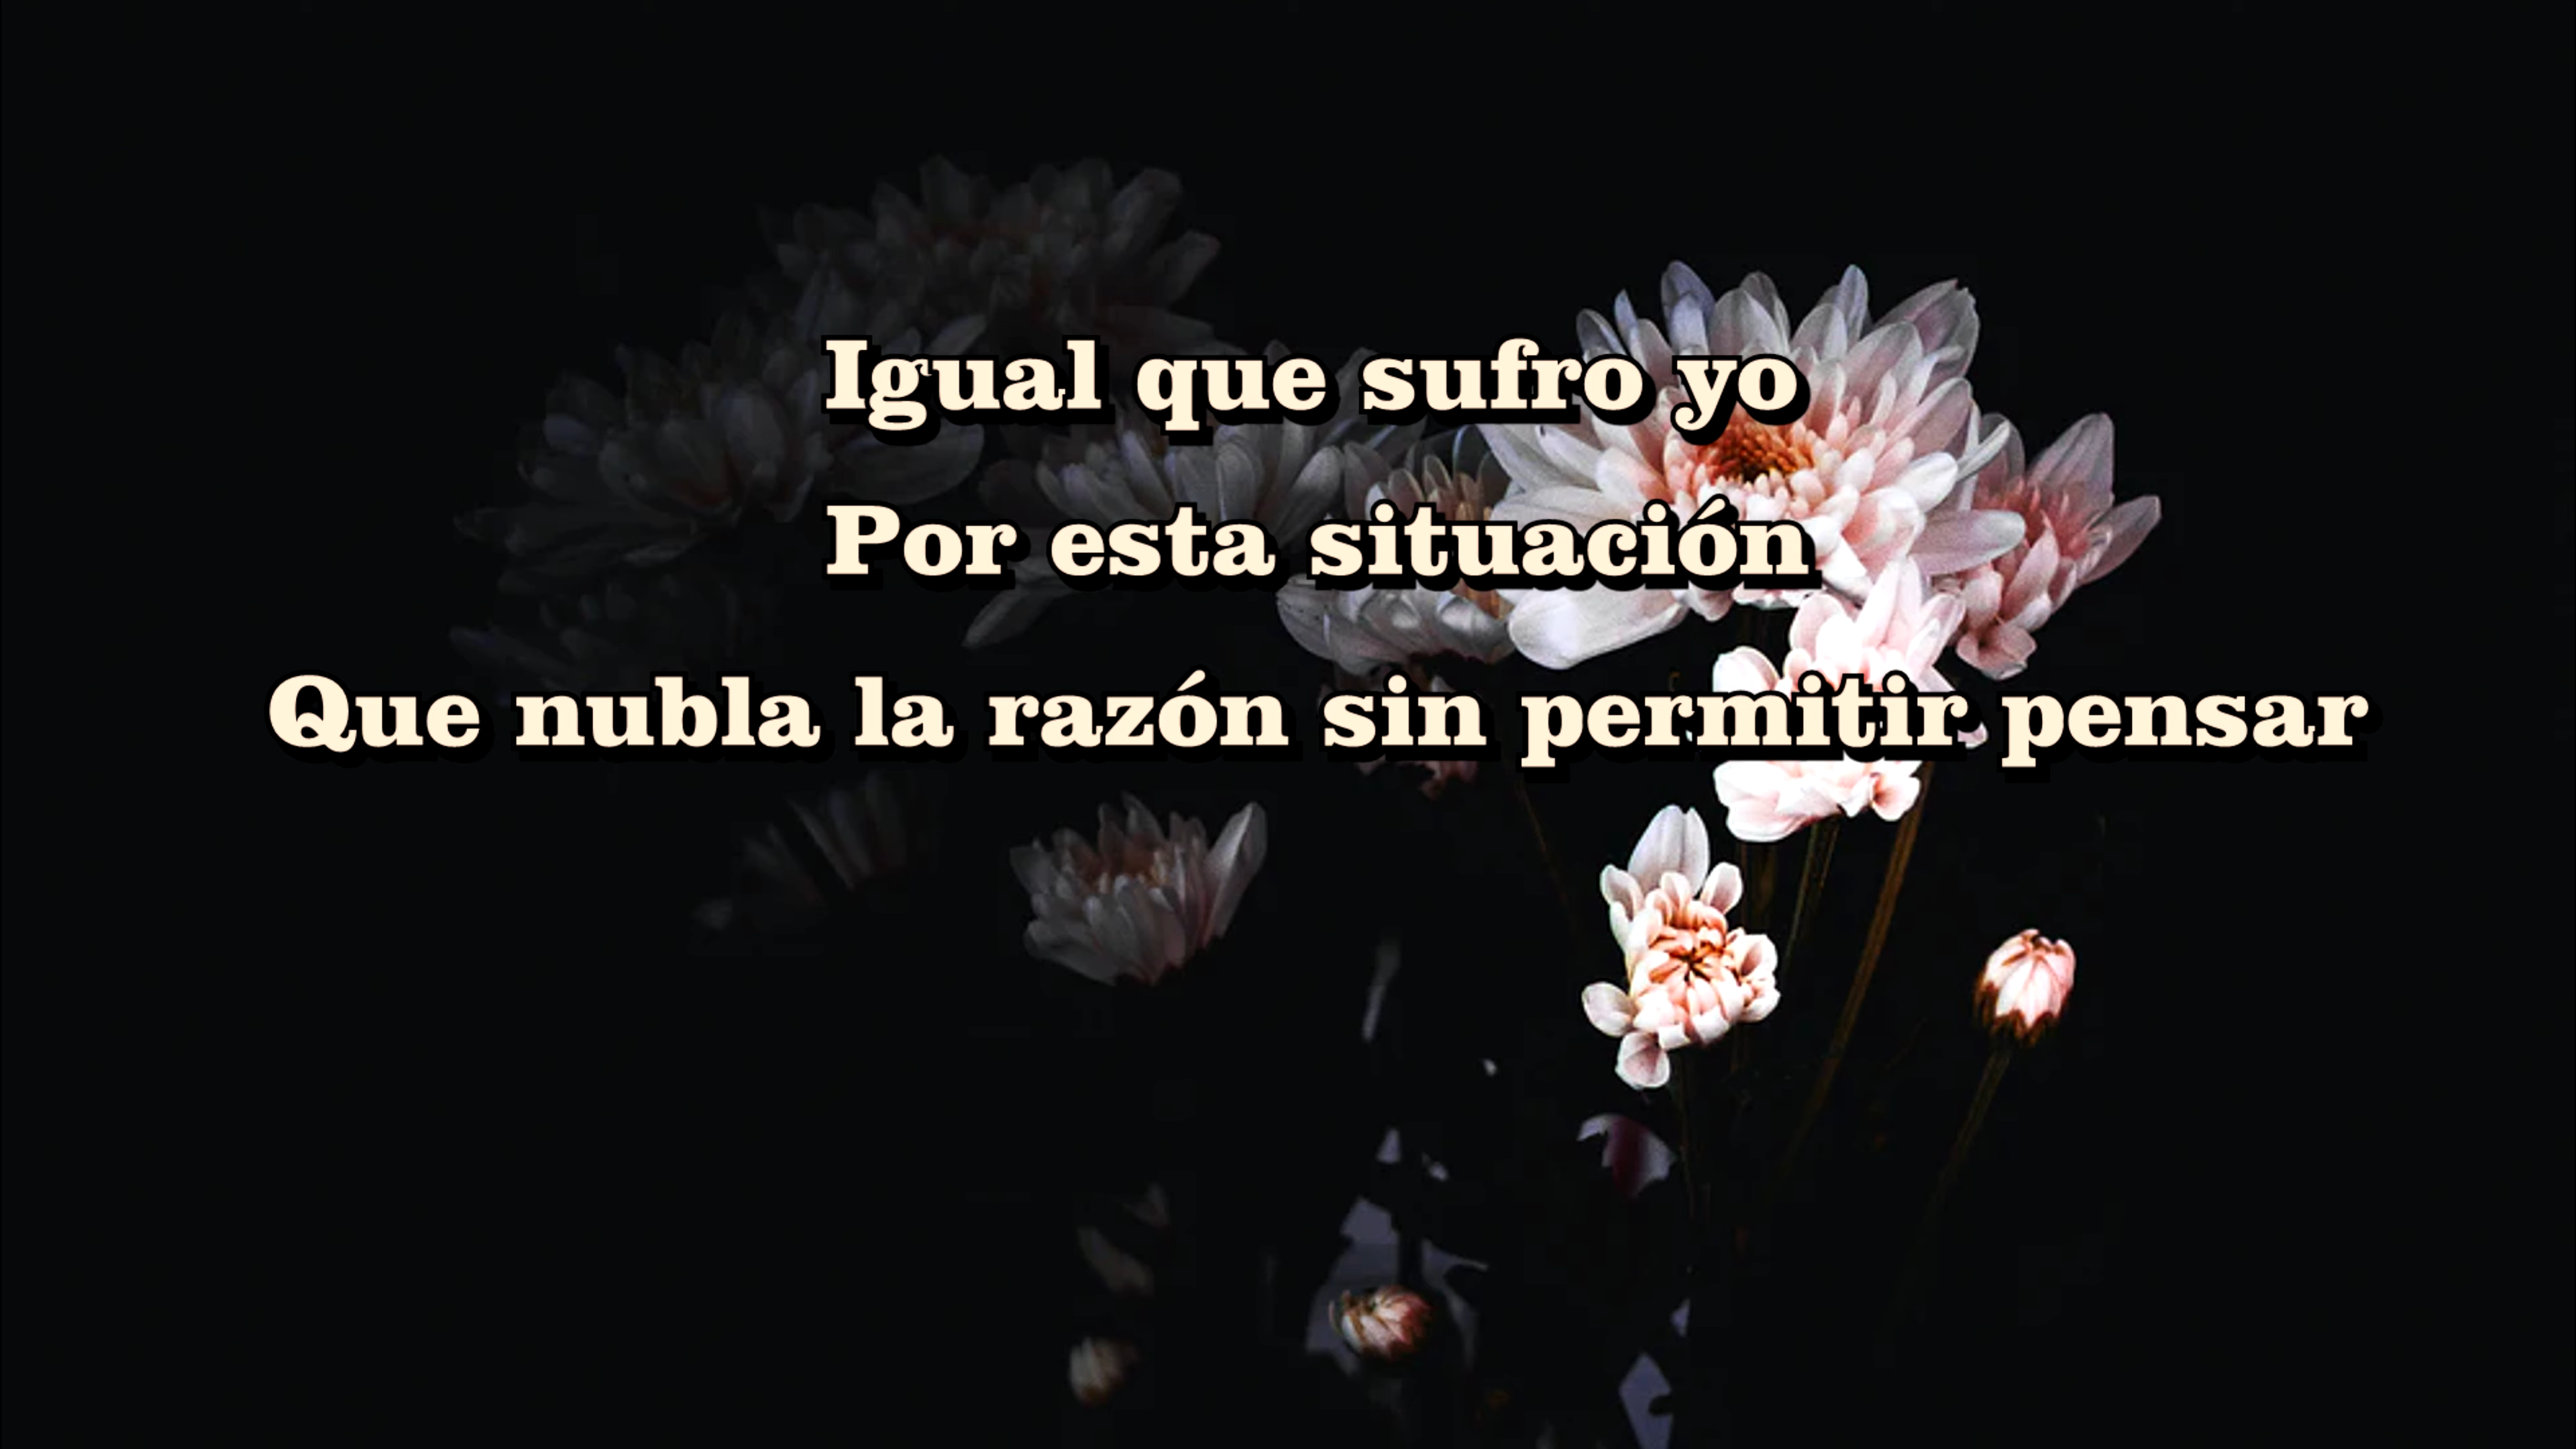 Igual que sufro yo
Por esta situación
Que nubla la razón sin permitir pensar